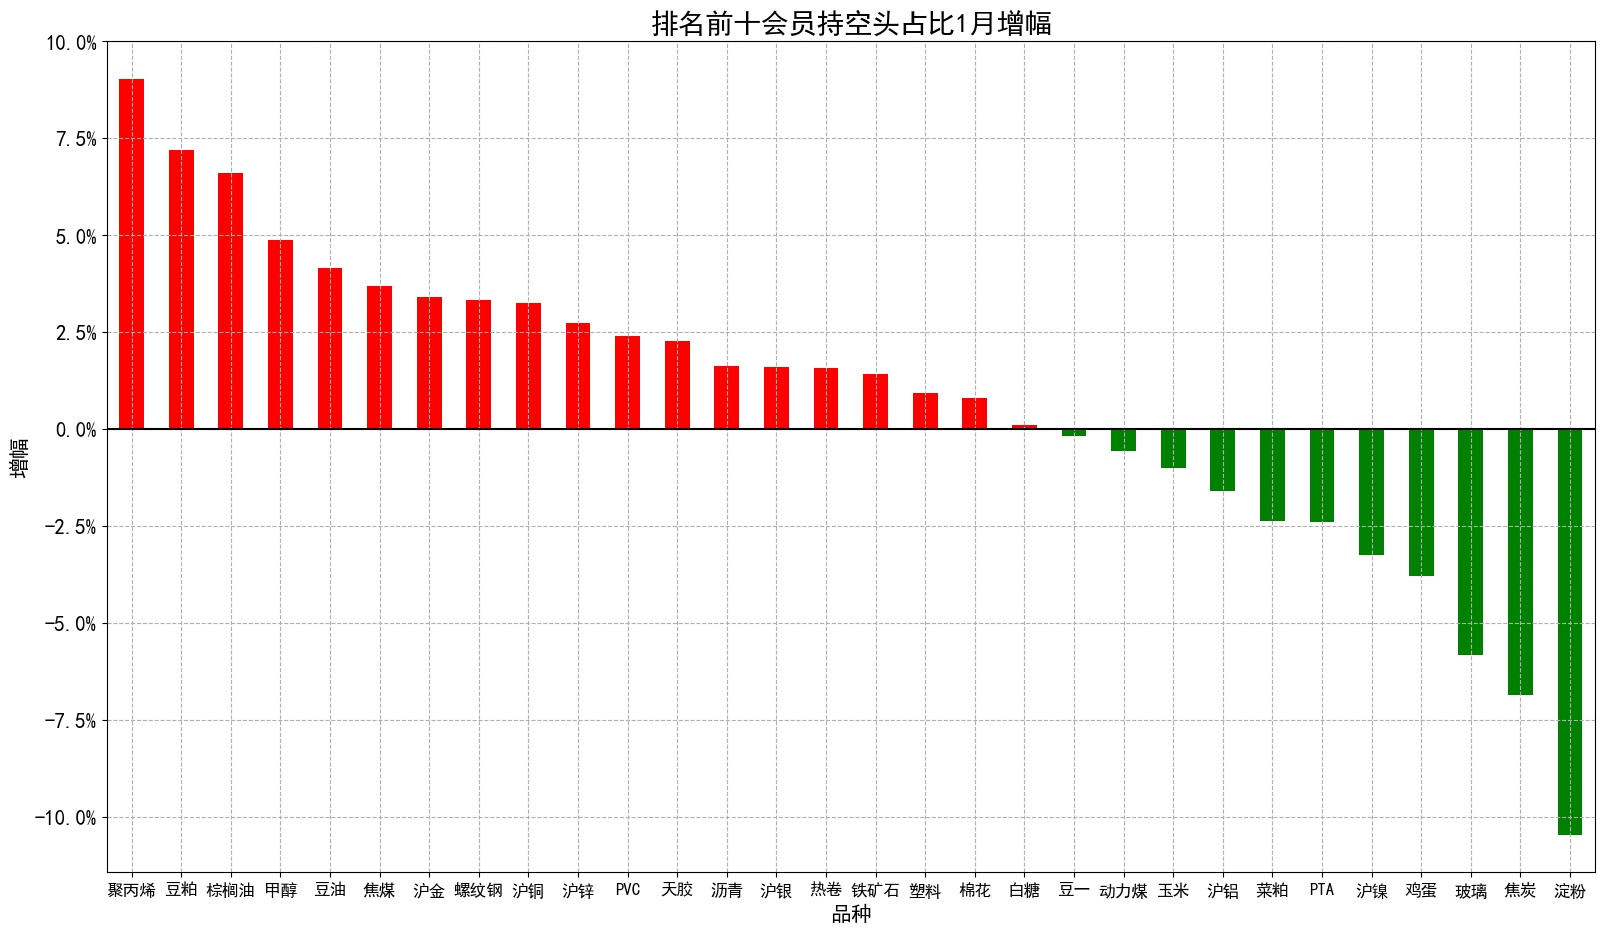 排名前十会员持空头占比1月增幅
10.0%
7.5%
5.0%
2.5%
0.0%
-2.5%
-5.0%
-7.5%
-10.0%
增幅
聚丙烯 豆粕 棕榈油 甲醇 豆油 焦煤 沪金 螺纹钢 沪铜 沪锌 PVC 天胶 沥青 沪银 热卷 铁矿石 塑料 棉花 白糖 豆一 动力煤 玉米 沪铝 菜粕 PTA 沪镍 鸡蛋 玻璃 焦炭 淀粉
品种